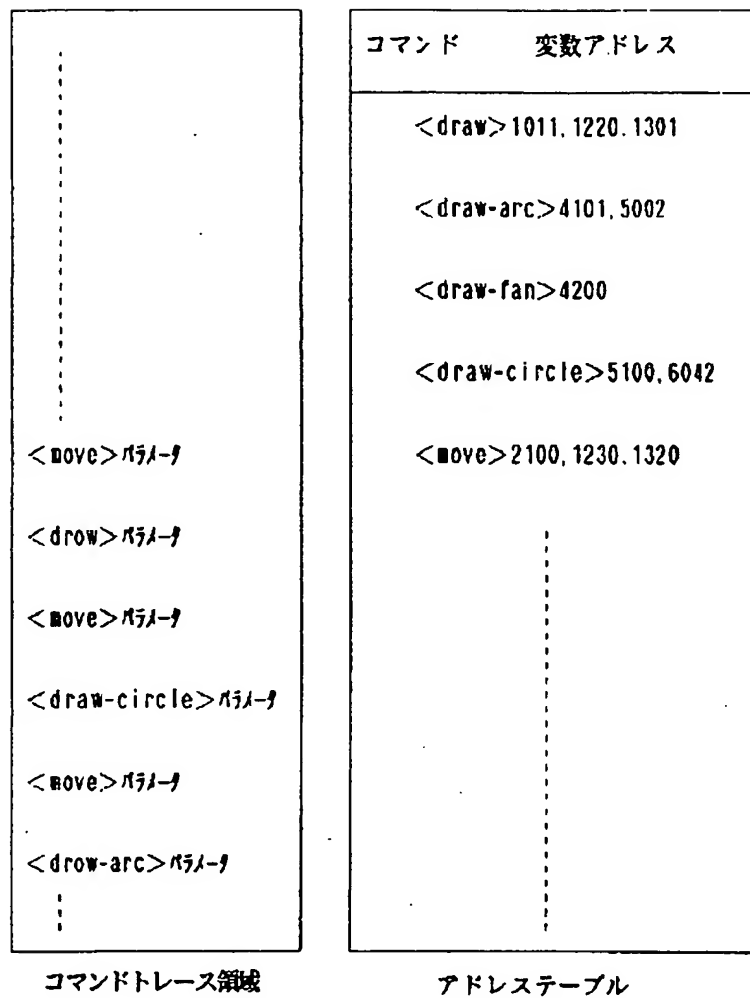 <move>パラメータ
<drow>パラメータ
<move>パラメータ
<draw-circle>パラメータ
<move>パラメータ
<drow-arc>パラメータ
コマンドトレース領域
コマンド 変数アドレス
<draw>1011,1220.1301
<draw-arc>4101,5002
<draw-fan>4200
<draw-circle>5100,6042
<move>2100,1230.1320
アドレステーブル